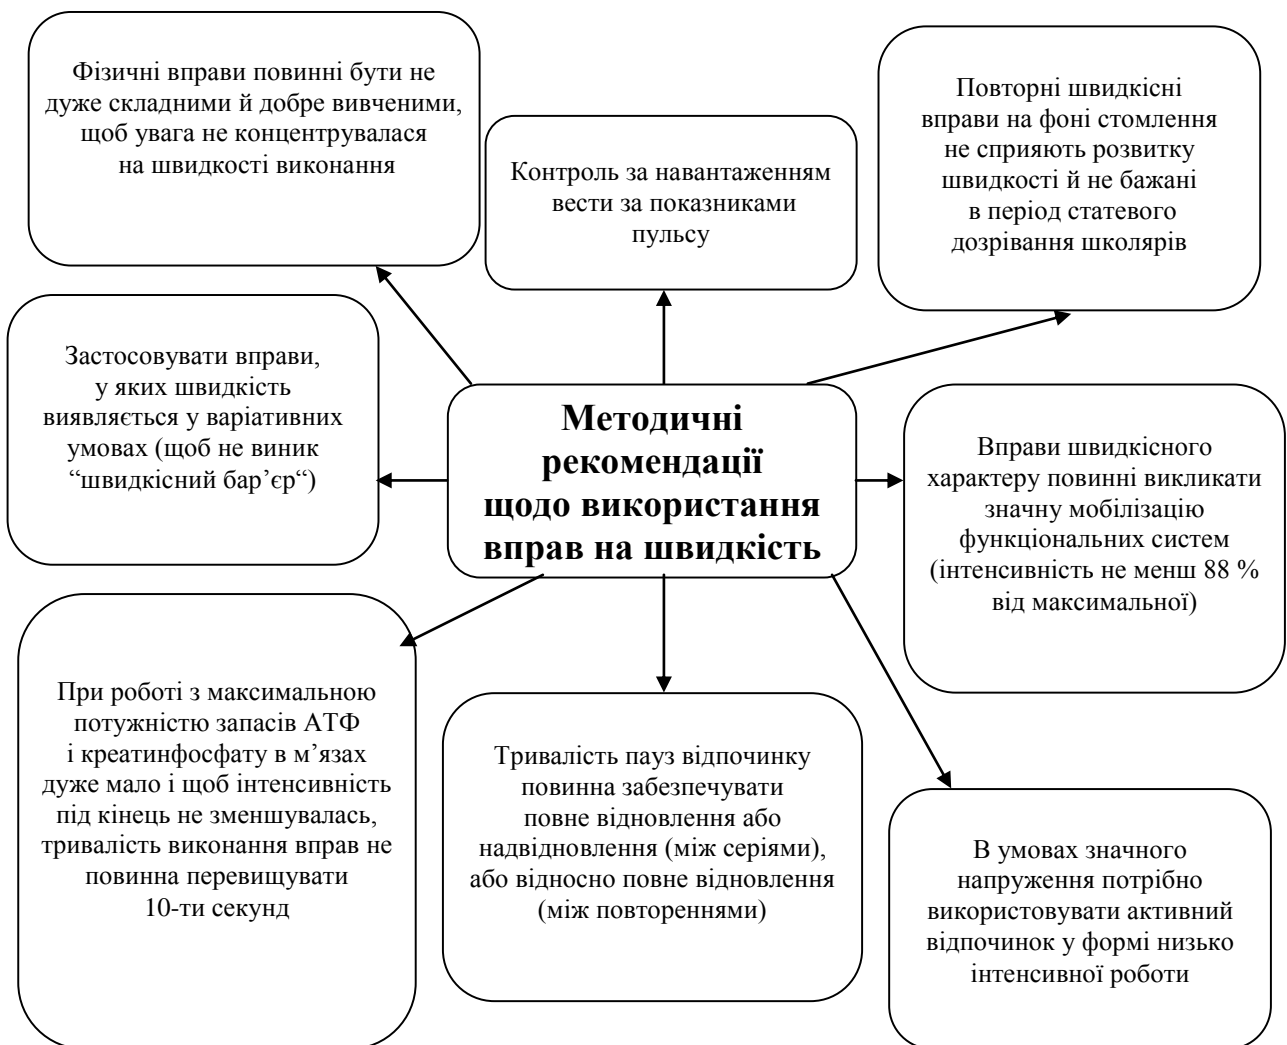 Фізичні вправи повинні бути не
дуже складними й добре вивченими,
щоб увага не концентрувалася
на швидкості виконання
Контроль за навантаженням
вести за показниками
пульсу
Повторні швидкісні
вправи на фоні стомлення
не сприяють розвитку
швидкості й не бажані
в період статевого
дозрівання школярів
Застосовувати вправи,
у яких швидкість
виявляється у варіативних
умовах (щоб не виник
“швидкісний бар’єр“)
Методичні
рекомендації
щодо використання
вправ на швидкість
Вправи швидкісного
характеру повинні викликати
значну мобілізацію
функціональних систем
(інтенсивність не менш 88 %
від максимальної)
При роботі з максимальною
потужністю запасів АТФ
і креатинфосфату в м’язах
дуже мало і щоб інтенсивність
під кінець не зменшувалась,
тривалість виконання вправ не
повинна перевищувати
10-ти секунд
Тривалість пауз відпочинку
повинна забезпечувати
повне відновлення або
надвідновлення (між серіями),
або відносно повне відновлення
(між повтореннями)
В умовах значного
напруження потрібно
використовувати активний
відпочинок у формі низько
інтенсивної роботи